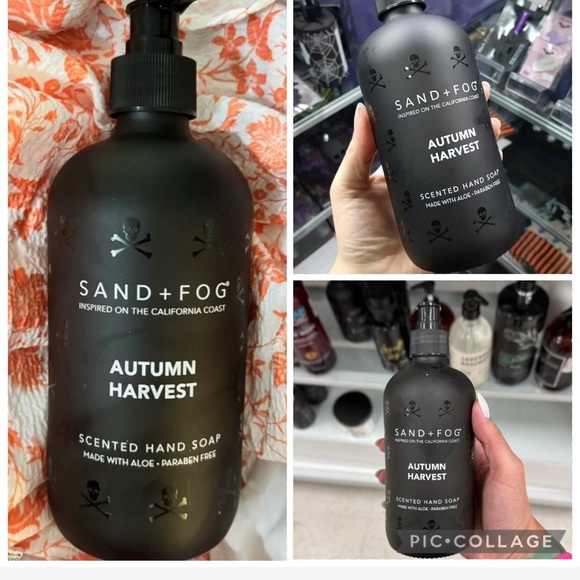 SAND + FOG®
INSPIRED ON THE CALIFORNIA COAST
AUTUMN
HARVEST
SCENTED HAND SOAP
MADE WITH ALOE • PARABEN FREE
SAND + FOG®
INSPIRED ON THE CALIFORNIA COAST
AUTUMN
HARVEST
SCENTED HAND SOAP
MADE WITH ALOE • PARABEN FREE
SAND + FOG®
INSPIRED ON THE CALIFORNIA COAST
AUTUMN
HARVEST
SCENTED HAND SOAP
MADE WITH ALOE • PARABEN FREE
PIC•COLLAGE